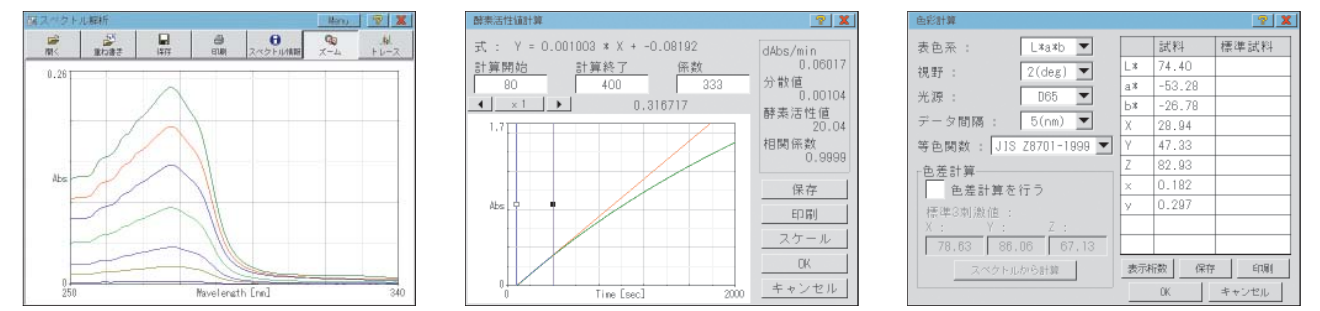 スペクトル解析 Menu ? X
開く 重ね書き 保存 印刷 スペクトル情報 ズーム トレース
0.26
Abs
0
250 Wavelength [nm] 340
酵素活性値計算 ? X
式 : Y = 0.001003 * X + -0.08192
計算開始 計算終了 係数
80 400 333
×1 0.316717
1.7
Abs
0
0 Time [sec] 2000
dAbs/min
0.06017
分散値
0.00104
酵素活性値
20.04
相関係数
0.9999
保存
印刷
スケール
OK
キャンセル
色彩計算 ? X
表色系 : L*a*b
視野 : 2(deg)
光源 : D65
データ間隔 : 5(nm)
等色関数 : JIS Z8701-1999
色差計算
色差計算を行う
標準3刺激値 :
X : Y : Z :
78.63 86.06 67.13
スペクトルから計算
試料 標準試料
L* 74.40
a* -53.28
b* -26.78
X 28.94
Y 47.33
Z 82.93
x 0.182
y 0.297
表示桁数 保存 印刷
OK キャンセル